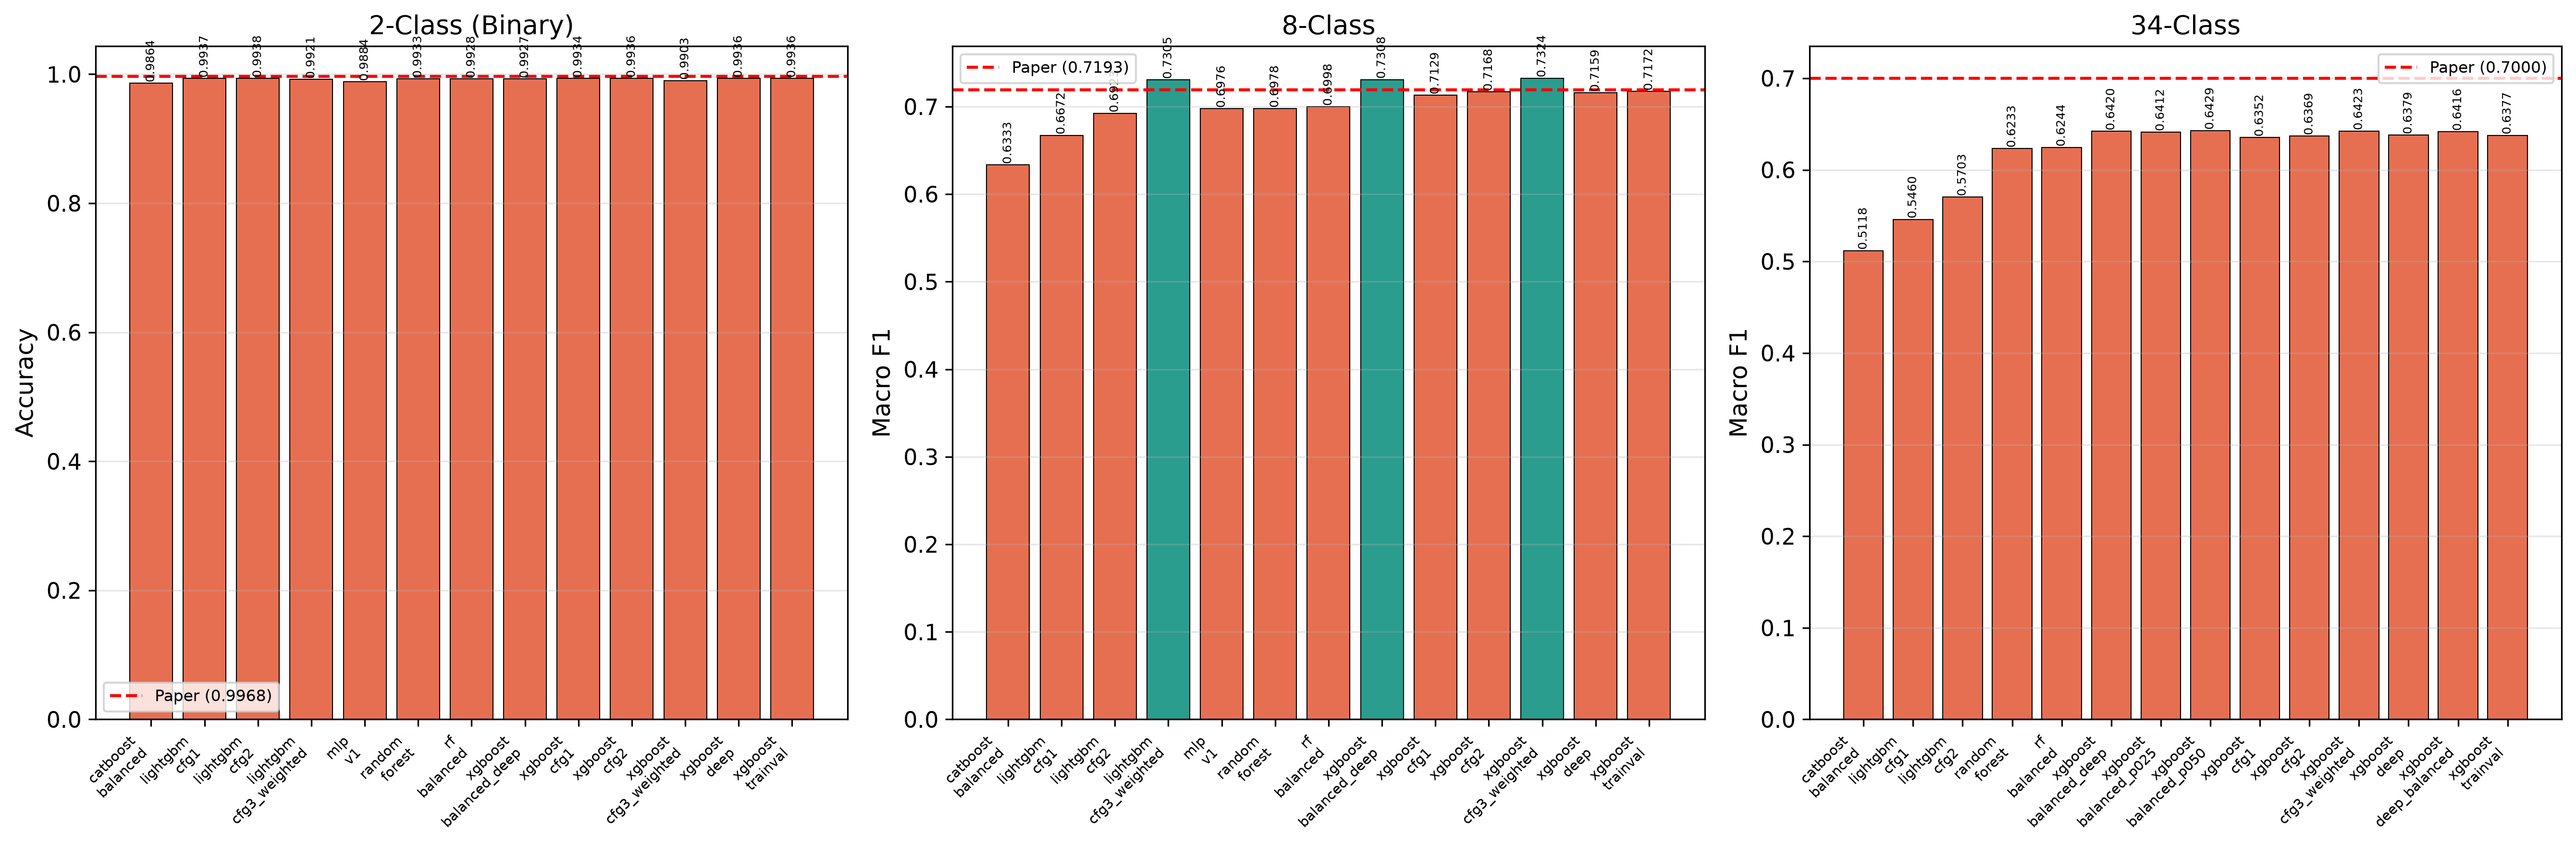 2-Class (Binary)
Accuracy
1.0
0.8
0.6
0.4
0.2
0.0
0.9864
0.9937
0.9938
0.9921
0.9884
0.9933
0.9928
0.9927
0.9934
0.9936
0.9903
0.9936
0.9936
Paper (0.9968)
catboost
balanced
lightgbm
cfg1
lightgbm
cfg2
lightgbm
cfg3_weighted
mlp
v1
random
forest
rf
balanced
xgboost
balanced_deep
xgboost
cfg1
xgboost
cfg2
xgboost
cfg3_weighted
xgboost
deep
xgboost
trainval
8-Class
Macro F1
0.7
0.6
0.5
0.4
0.3
0.2
0.1
0.0
Paper (0.7193)
0.6333
0.6672
0.7305
0.6976
0.6978
0.6998
0.7308
0.7129
0.7168
0.7324
0.7159
0.7172
catboost
balanced
lightgbm
cfg1
lightgbm
cfg2
lightgbm
cfg3_weighted
mlp
v1
random
forest
rf
balanced
xgboost
balanced_deep
xgboost
cfg1
xgboost
cfg2
xgboost
cfg3_weighted
xgboost
deep
xgboost
trainval
34-Class
Macro F1
0.7
0.6
0.5
0.4
0.3
0.2
0.1
0.0
Paper (0.7000)
0.5118
0.5460
0.5703
0.6233
0.6244
0.6420
0.6412
0.6429
0.6352
0.6369
0.6423
0.6379
0.6416
0.6377
catboost
balanced
lightgbm
cfg1
lightgbm
cfg2
random
forest
rf
balanced
xgboost
balanced_deep
xgboost
balanced_p025
xgboost
balanced_p050
xgboost
cfg1
xgboost
cfg2
xgboost
cfg3_weighted
xgboost
deep
xgboost
deep_balanced
xgboost
trainval